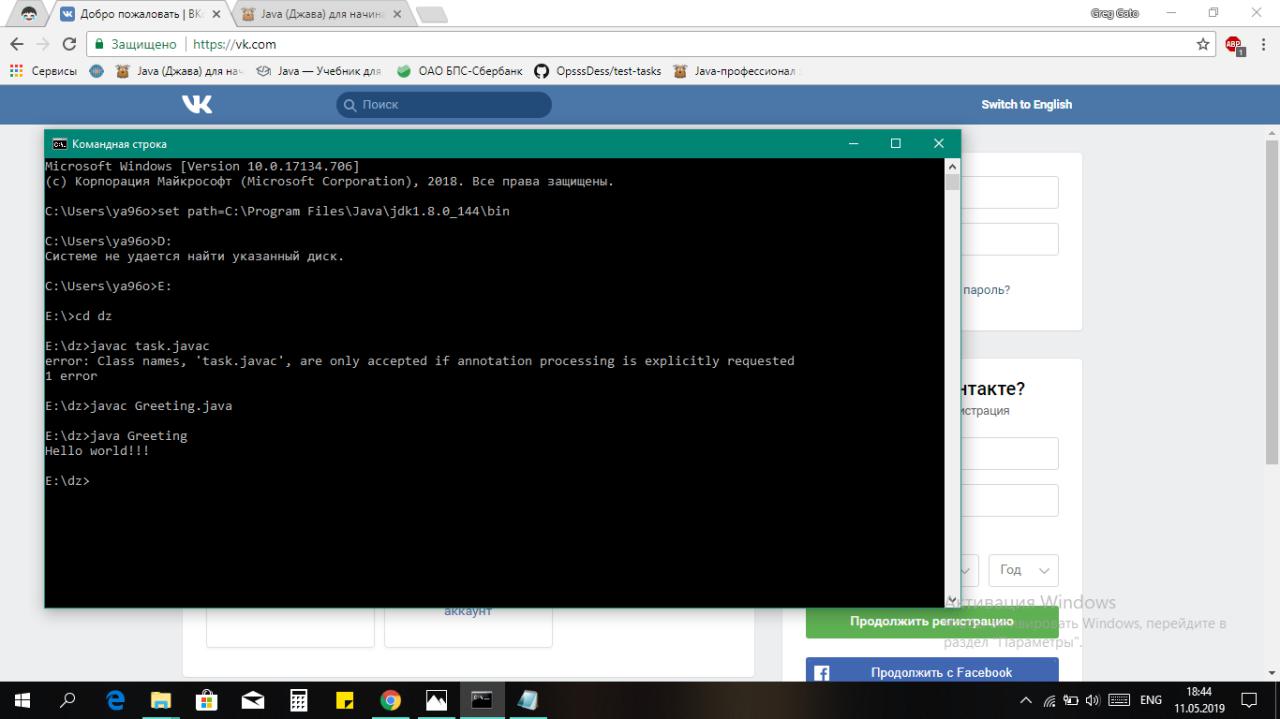 Добро пожаловать | ВКо
Java (Джава) для начин
Greg Cato
Защищено
https://vk.com
ABP
1
Сервисы
Java (Джава) для нач
Java — Учебник для
ОАО БПС-Сбербанк
OpsssDess/test-tasks
Java-профессионал
Поиск
Switch to English
Командная строка
Microsoft Windows [Version 10.0.17134.706]
(c) Корпорация Майкрософт (Microsoft Corporation), 2018. Все права защищены.
C:\Users\ya96o>set path=C:\Program Files\Java\jdk1.8.0_144\bin
C:\Users\ya96o>D:
Системе не удается найти указанный диск.
C:\Users\ya96o>E:
E:\>cd dz
E:\dz>javac task.javac
error: Class names, 'task.javac', are only accepted if annotation processing is explicitly requested
1 error
E:\dz>javac Greeting.java
E:\dz>java Greeting
Hello world!!!
E:\dz>
пароль?
нтакте?
истрация
Год
аккаунт
Активация Windows
Продолжить регистрацию
ивировать Windows, перейдите в
раздел "Параметры".
Продолжить с Facebook
ENG
18:44
11.05.2019